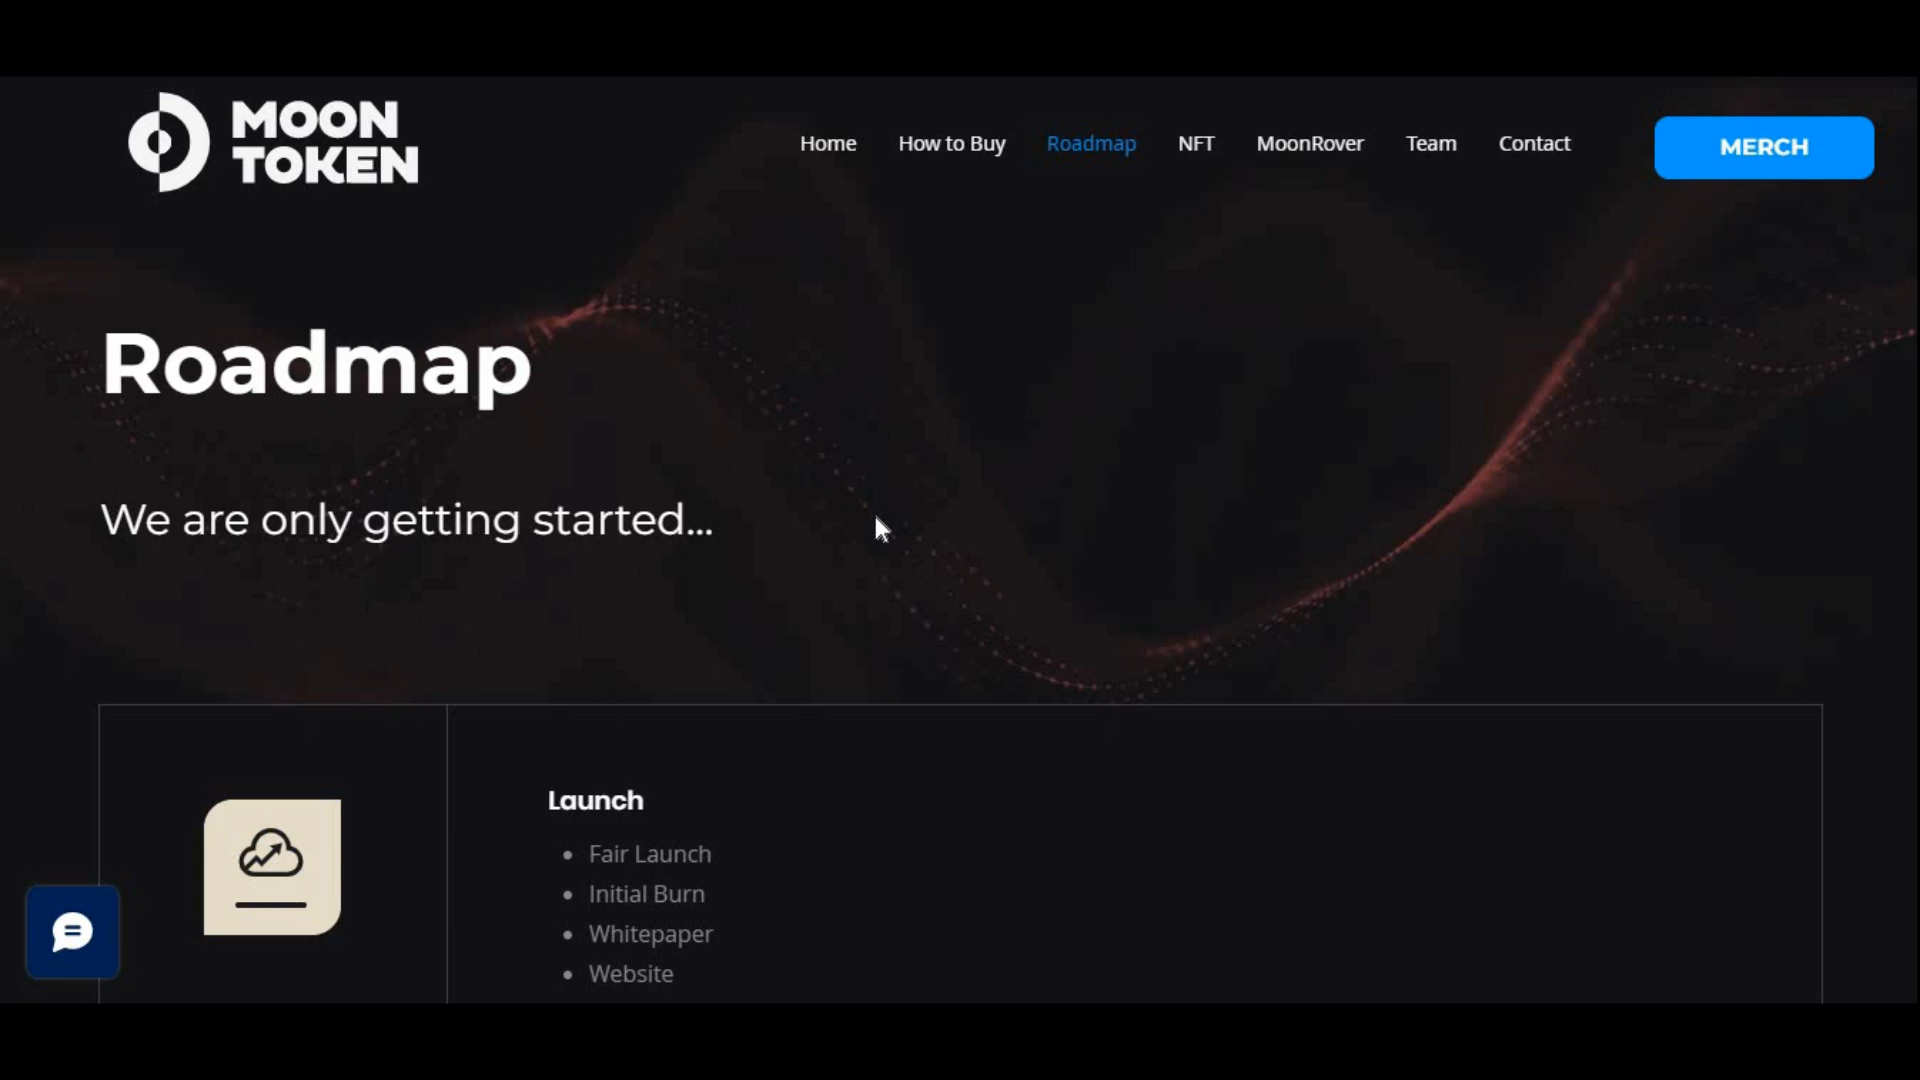 MOON
TOKEN
Home How to Buy Roadmap NFT MoonRover Team Contact
MERCH
Roadmap
We are only getting started...
Launch
Fair Launch
Initial Burn
Whitepaper
Website